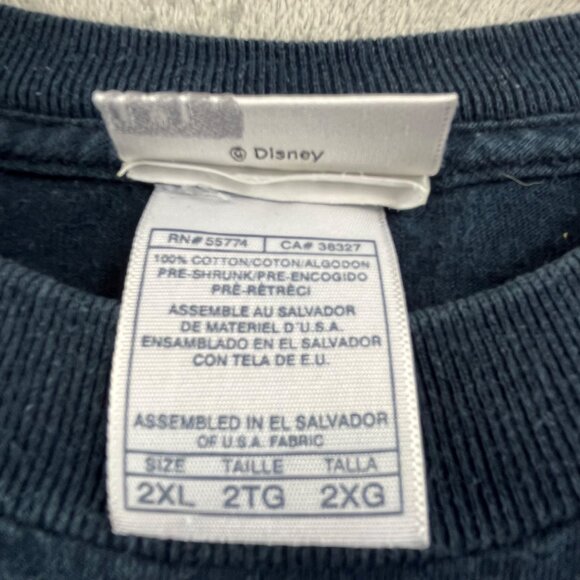 © Disney
RN# 55774 CA# 38327
100% COTTON/COTON/ALGODON
PRE-SHRUNK/PRE-ENCOGIDO
PRÉ-RÉTRÉCI
ASSEMBLE AU SALVADOR
DE MATERIEL D'U.S.A.
ENSAMBLADO EN EL SALVADOR
CON TELA DE E.U.
ASSEMBLED IN EL SALVADOR
OF U.S.A. FABRIC
SIZE TAILLE TALLA
2XL 2TG 2XG